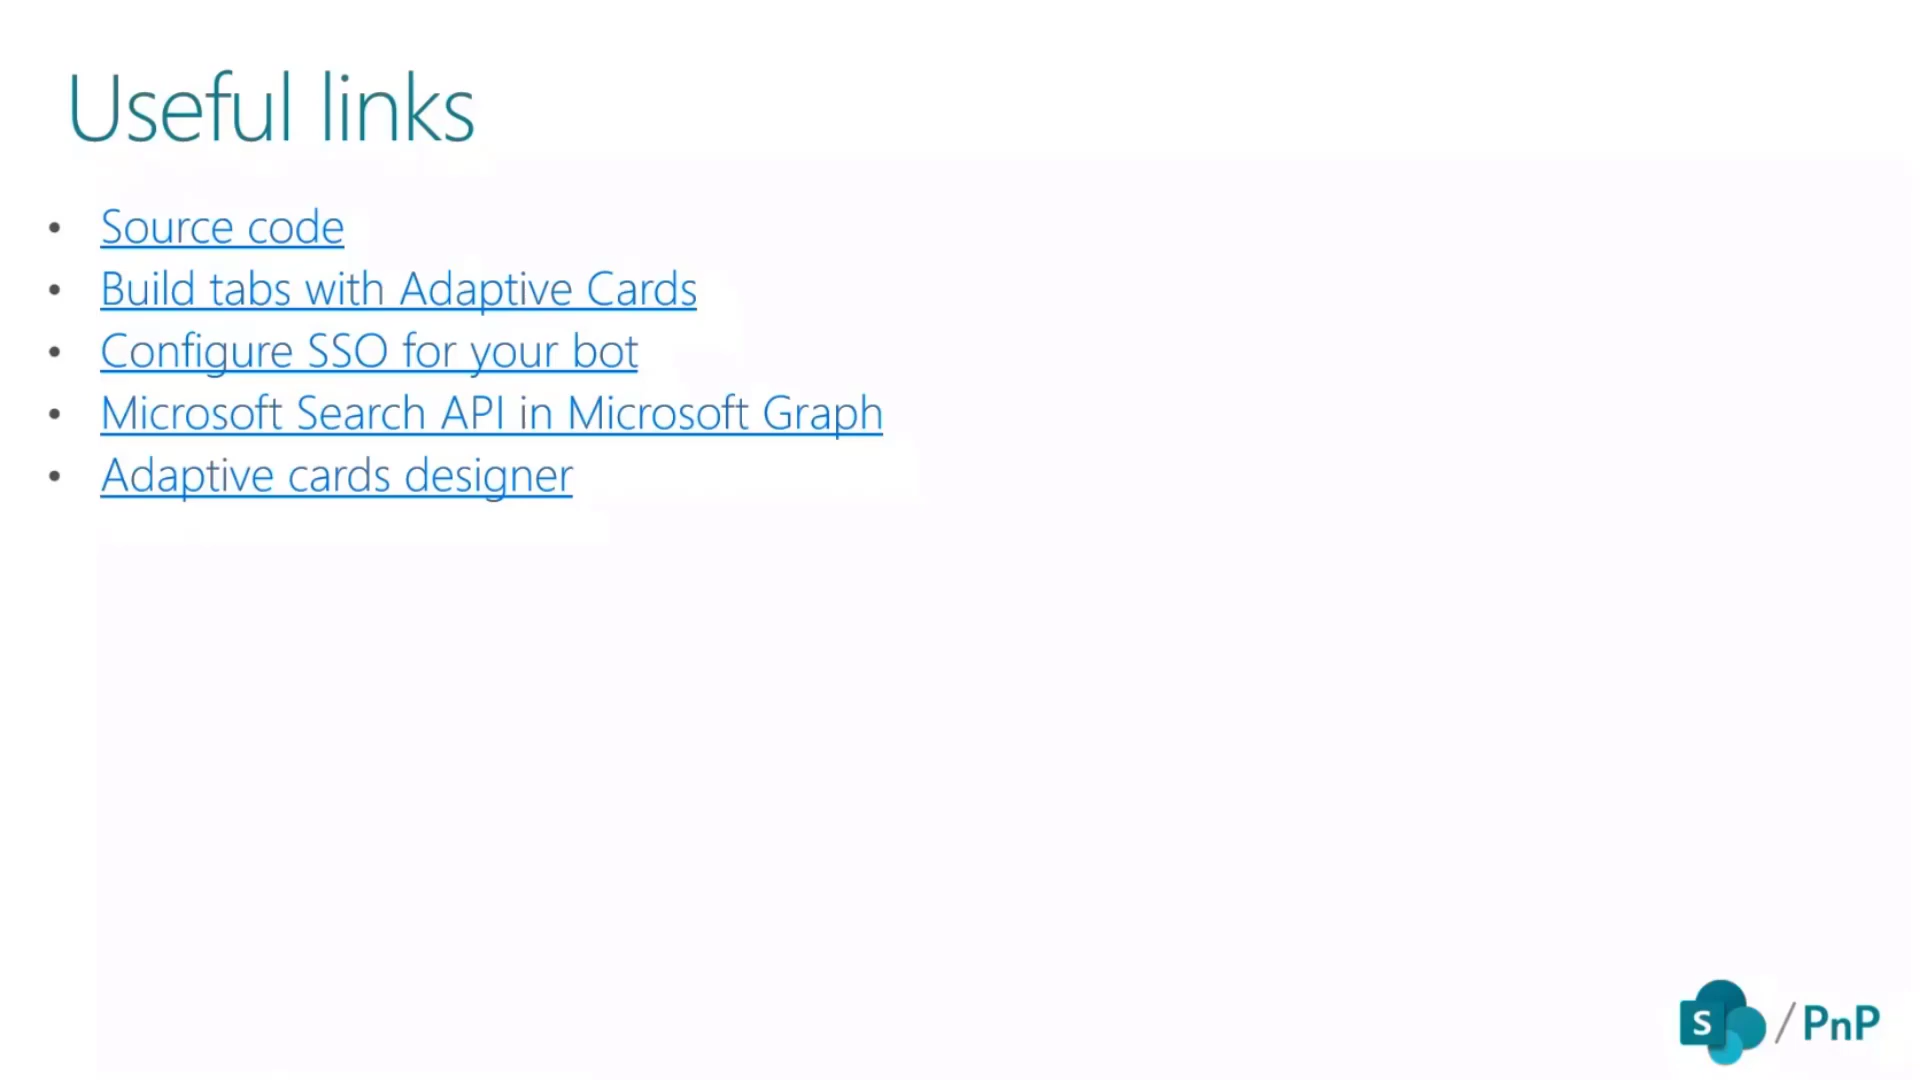 Useful links
• Source code
• Build tabs with Adaptive Cards
• Configure SSO for your bot
• Microsoft Search API in Microsoft Graph
• Adaptive cards designer
S / PnP